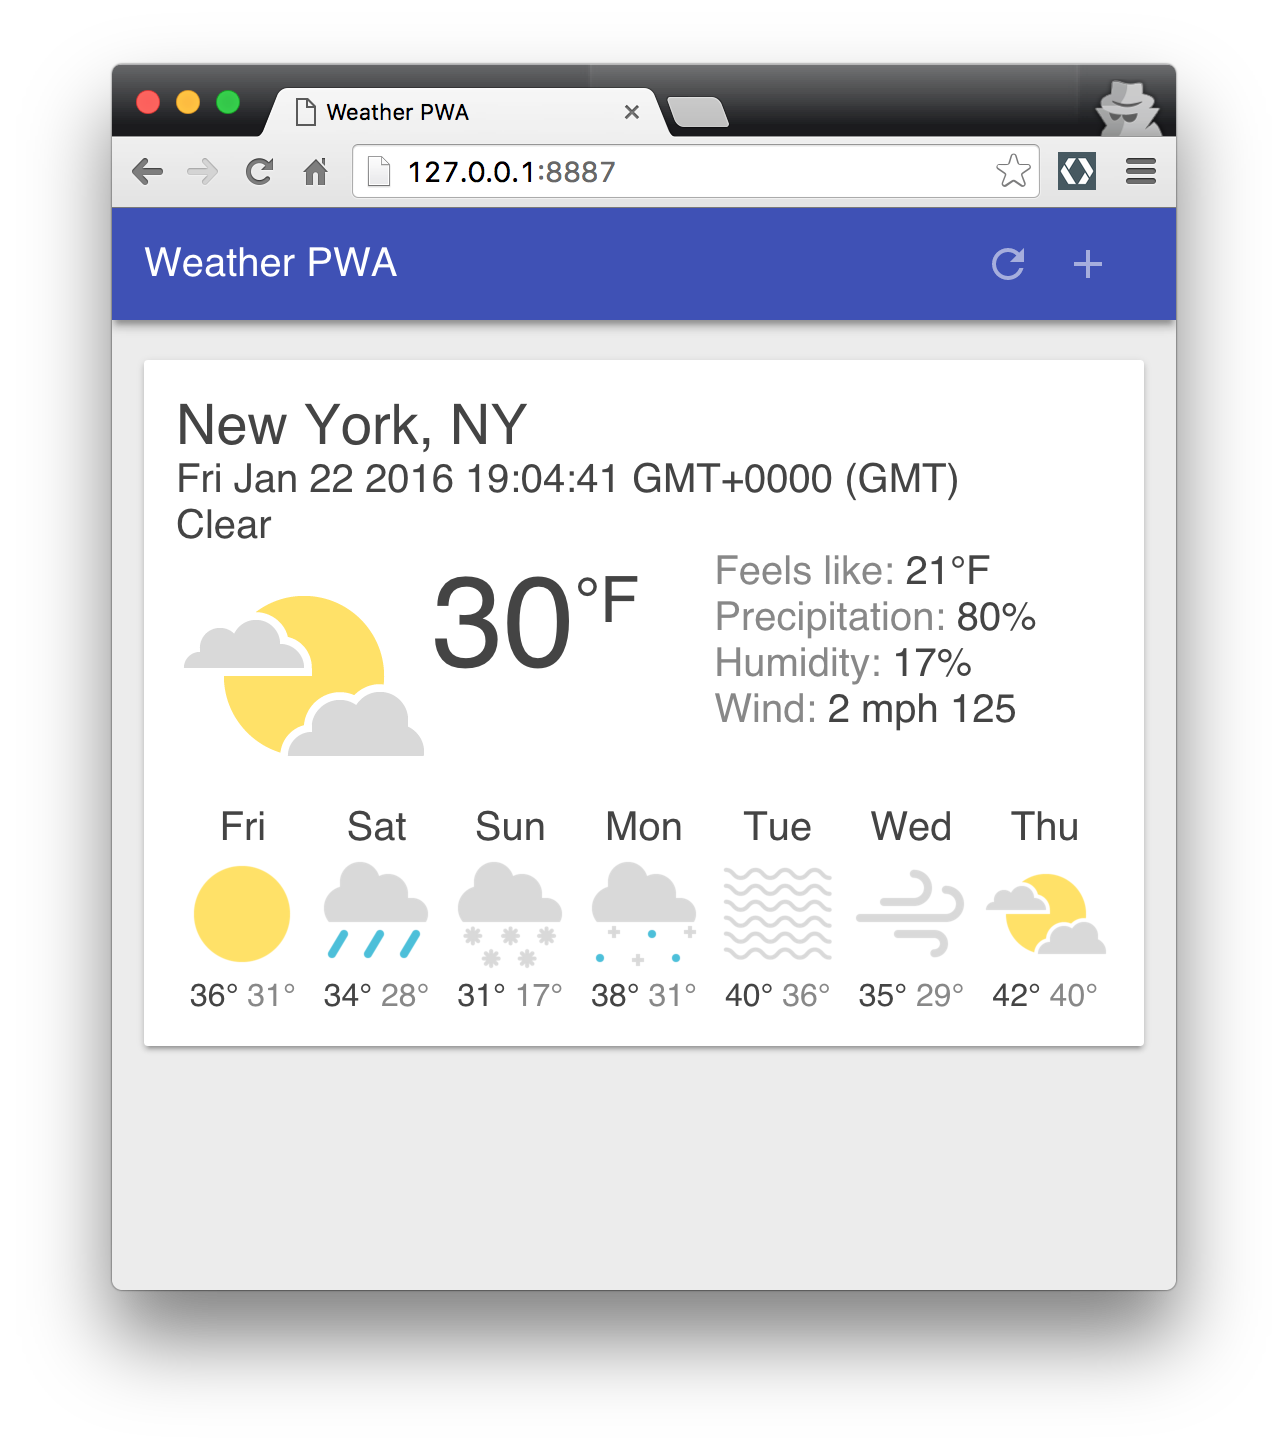 Weather PWA
127.0.0.1:8887
Weather PWA
New York, NY
Fri Jan 22 2016 19:04:41 GMT+0000 (GMT)
Clear
30°F
Feels like: 21°F
Precipitation: 80%
Humidity: 17%
Wind: 2 mph 125
Fri Sat Sun Mon Tue Wed Thu
36° 31° 34° 28° 31° 17° 38° 31° 40° 36° 35° 29° 42° 40°